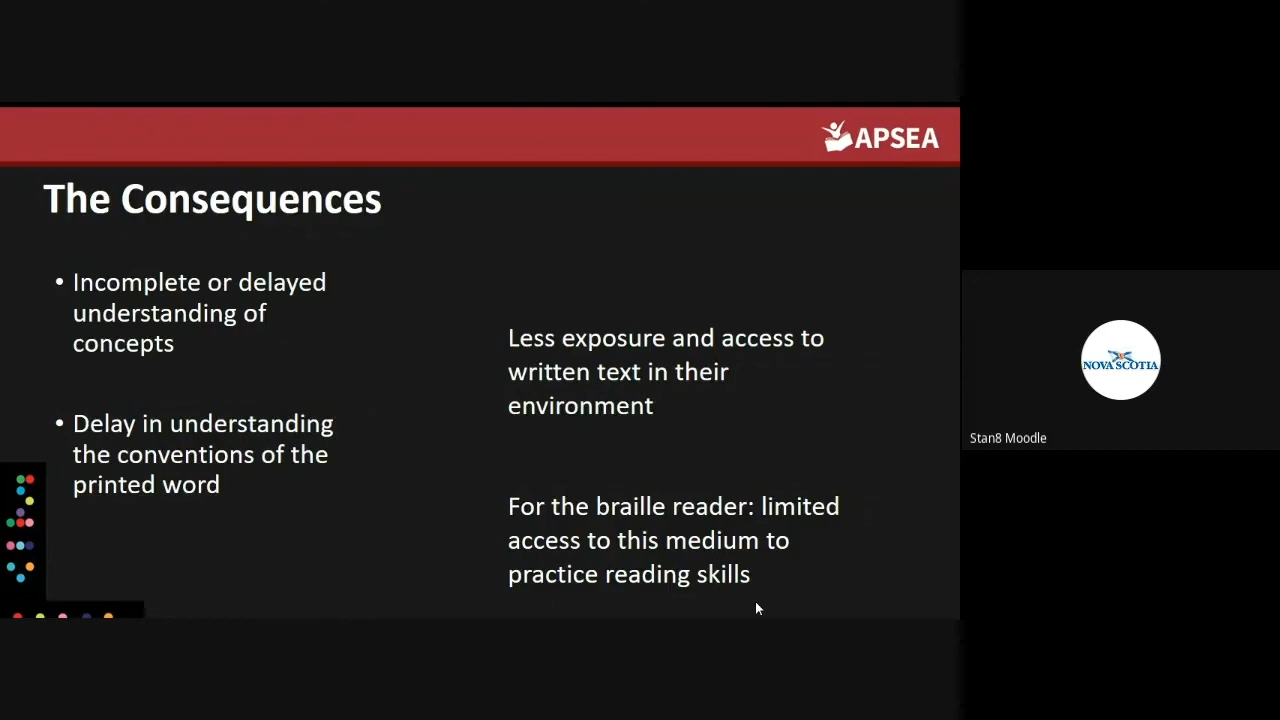 APSEA
The Consequences
• Incomplete or delayed
understanding of
concepts
• Delay in understanding
the conventions of the
printed word
Less exposure and access to
written text in their
environment
For the braille reader: limited
access to this medium to
practice reading skills
NOVA SCOTIA
Stan8 Moodle